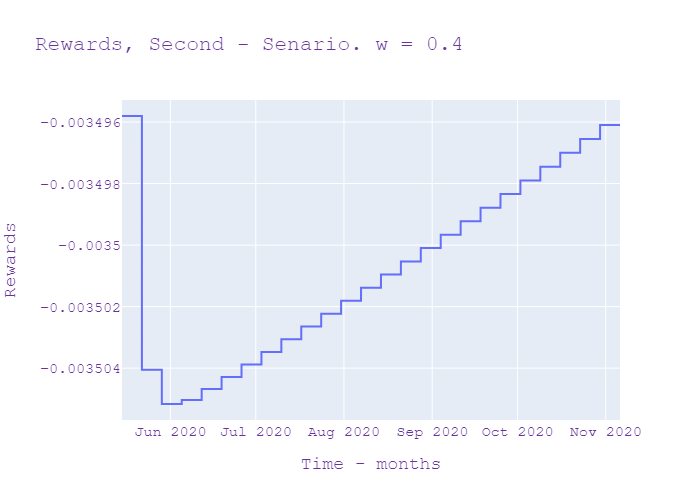 Rewards, Second - Senario. w = 0.4
−0.003496
−0.003498
−0.0035
−0.003502
−0.003504
Rewards
Jun 2020 Jul 2020 Aug 2020 Sep 2020 Oct 2020 Nov 2020
Time - months